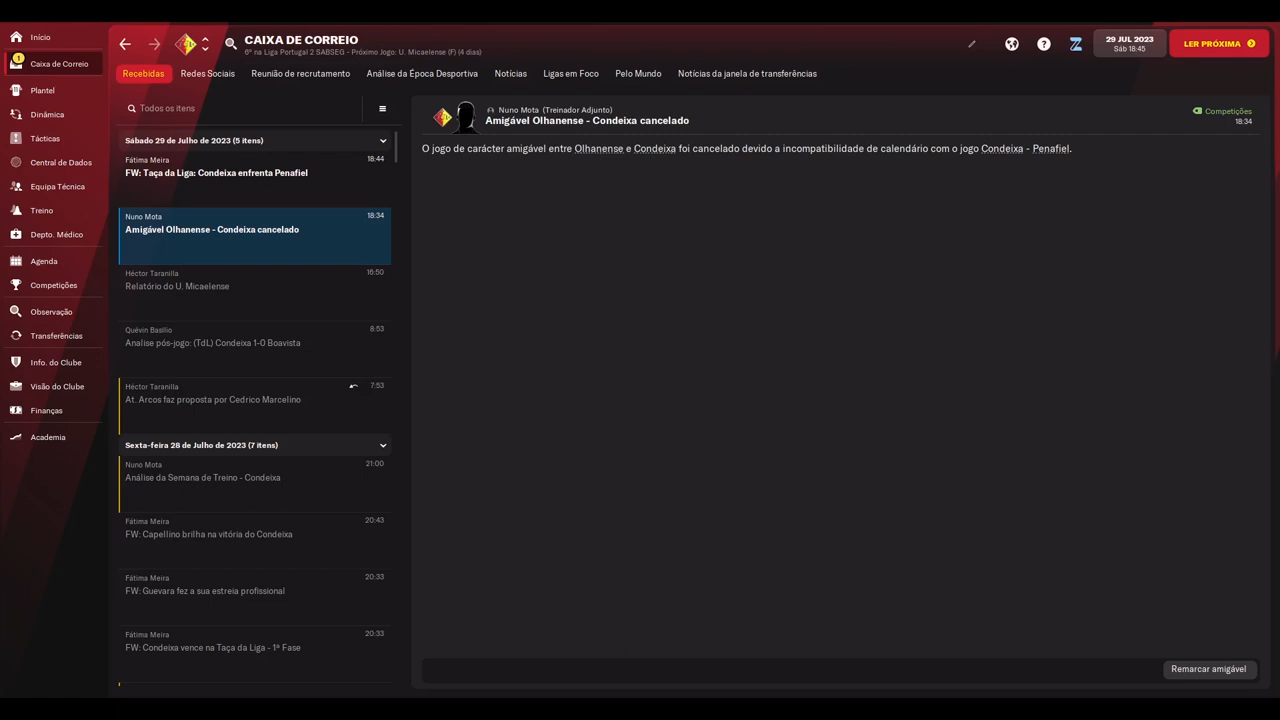 Início
1
Caixa de Correio
Plantel
Dinâmica
Tácticas
Central de Dados
Equipa Técnica
Treino
Depto. Médico
Agenda
Competições
Observação
Transferências
Info. do Clube
Visão do Clube
Finanças
Academia
CAIXA DE CORREIO
6º na Liga Portugal 2 SABSEG - Próximo Jogo: U. Micaelense (F) (4 dias)
29 JUL 2023
Sáb 18:45
LER PRÓXIMA
Recebidas Redes Sociais Reunião de recrutamento Análise da Época Desportiva Notícias Ligas em Foco Pelo Mundo Notícias da janela de transferências
Todos os itens
Sábado 29 de Julho de 2023 (5 itens)
Fátima Meira 18:44
FW: Taça da Liga: Condeixa enfrenta Penafiel
Nuno Mota 18:34
Amigável Olhanense - Condeixa cancelado
Héctor Taranilla 16:50
Relatório do U. Micaelense
Quévin Basílio 8:53
Analise pós-jogo: (TdL) Condeixa 1-0 Boavista
Héctor Taranilla 7:53
At. Arcos faz proposta por Cedrico Marcelino
Sexta-feira 28 de Julho de 2023 (7 itens)
Nuno Mota 21:00
Análise da Semana de Treino - Condeixa
Fátima Meira 20:43
FW: Capellino brilha na vitória do Condeixa
Fátima Meira 20:33
FW: Guevara fez a sua estreia profissional
Fátima Meira 20:33
FW: Condeixa vence na Taça da Liga - 1ª Fase
Nuno Mota (Treinador Adjunto)
Amigável Olhanense - Condeixa cancelado
Competições
18:34
O jogo de carácter amigável entre Olhanense e Condeixa foi cancelado devido a incompatibilidade de calendário com o jogo Condeixa - Penafiel.
Remarcar amigável